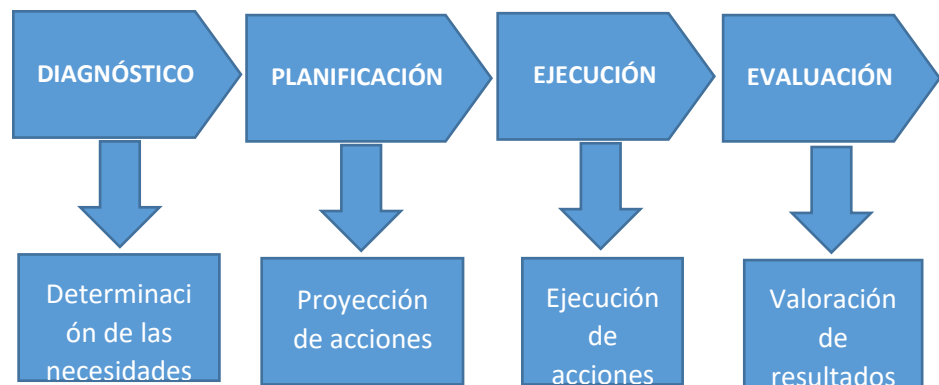 DIAGNÓSTICO
PLANIFICACIÓN
EJECUCIÓN
EVALUACIÓN
Determinaci
ón de las
necesidades
Proyección
de acciones
Ejecución
de
acciones
Valoración
de
resultados